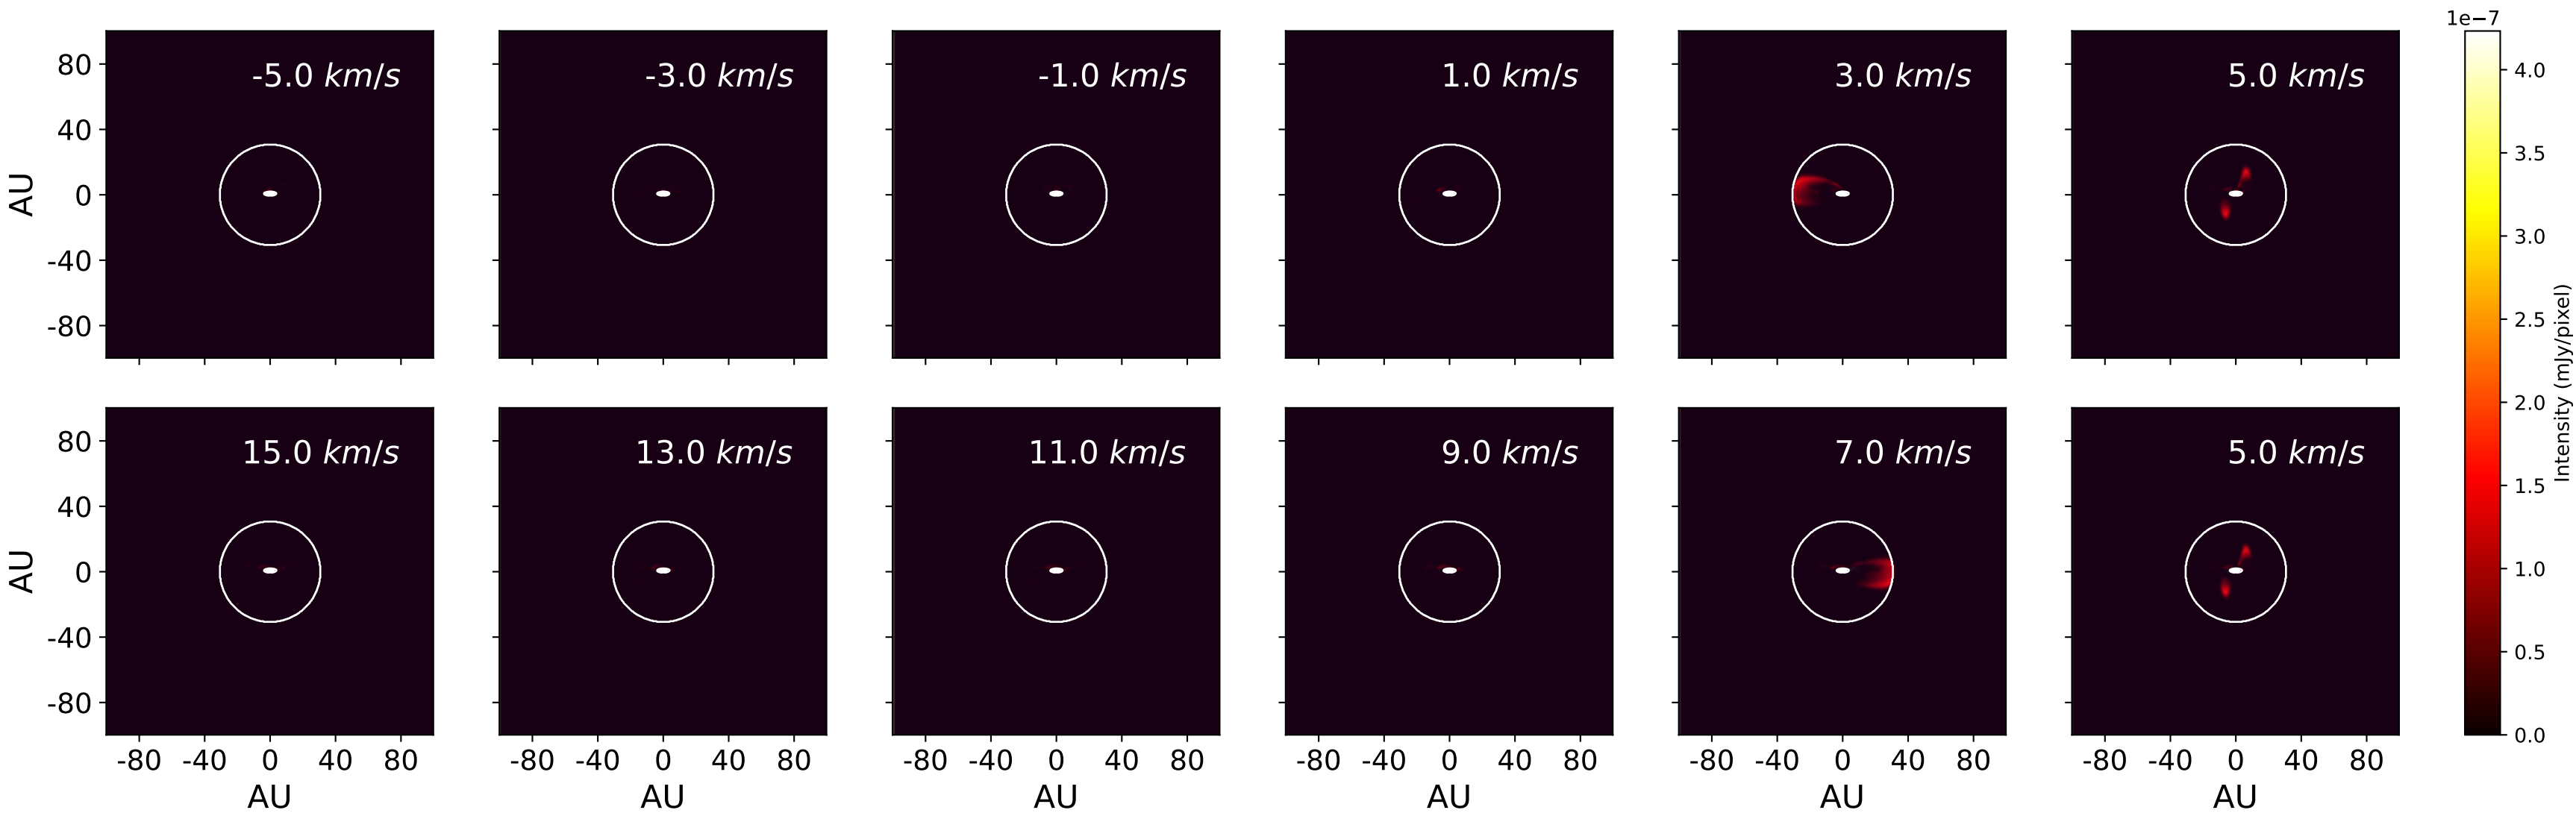 1e−7
-5.0 km/s
-3.0 km/s
-1.0 km/s
1.0 km/s
3.0 km/s
5.0 km/s
80
40
0
-40
-80
AU
15.0 km/s
13.0 km/s
11.0 km/s
9.0 km/s
7.0 km/s
5.0 km/s
80
40
0
-40
-80
AU
-80 -40 0 40 80
-80 -40 0 40 80
-80 -40 0 40 80
-80 -40 0 40 80
-80 -40 0 40 80
-80 -40 0 40 80
AU
AU
AU
AU
AU
AU
4.0
3.5
3.0
2.5
2.0
1.5
1.0
0.5
0.0
Intensity (mJy/pixel)